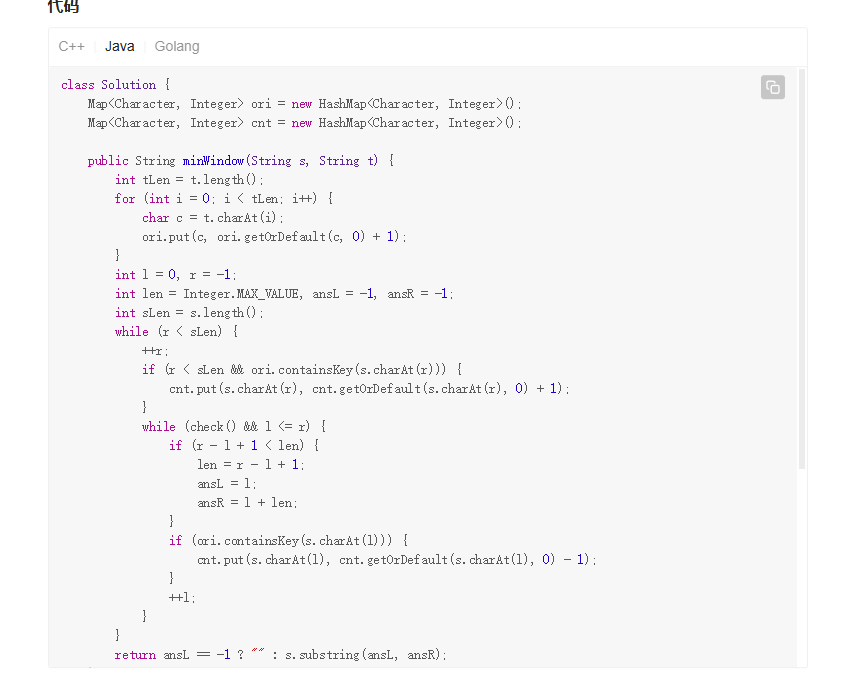 代码
C++ Java Golang
class Solution {
    Map<Character, Integer> ori = new HashMap<Character, Integer>();
    Map<Character, Integer> cnt = new HashMap<Character, Integer>();

    public String minWindow(String s, String t) {
        int tLen = t.length();
        for (int i = 0; i < tLen; i++) {
            char c = t.charAt(i);
            ori.put(c, ori.getOrDefault(c, 0) + 1);
        }
        int l = 0, r = -1;
        int len = Integer.MAX_VALUE, ansL = -1, ansR = -1;
        int sLen = s.length();
        while (r < sLen) {
            ++r;
            if (r < sLen && ori.containsKey(s.charAt(r))) {
                cnt.put(s.charAt(r), cnt.getOrDefault(s.charAt(r), 0) + 1);
            }
            while (check() && l <= r) {
                if (r - l + 1 < len) {
                    len = r - l + 1;
                    ansL = l;
                    ansR = l + len;
                }
                if (ori.containsKey(s.charAt(l))) {
                    cnt.put(s.charAt(l), cnt.getOrDefault(s.charAt(l), 0) - 1);
                }
                ++l;
            }
        }
        return ansL == -1 ? "" : s.substring(ansL, ansR);